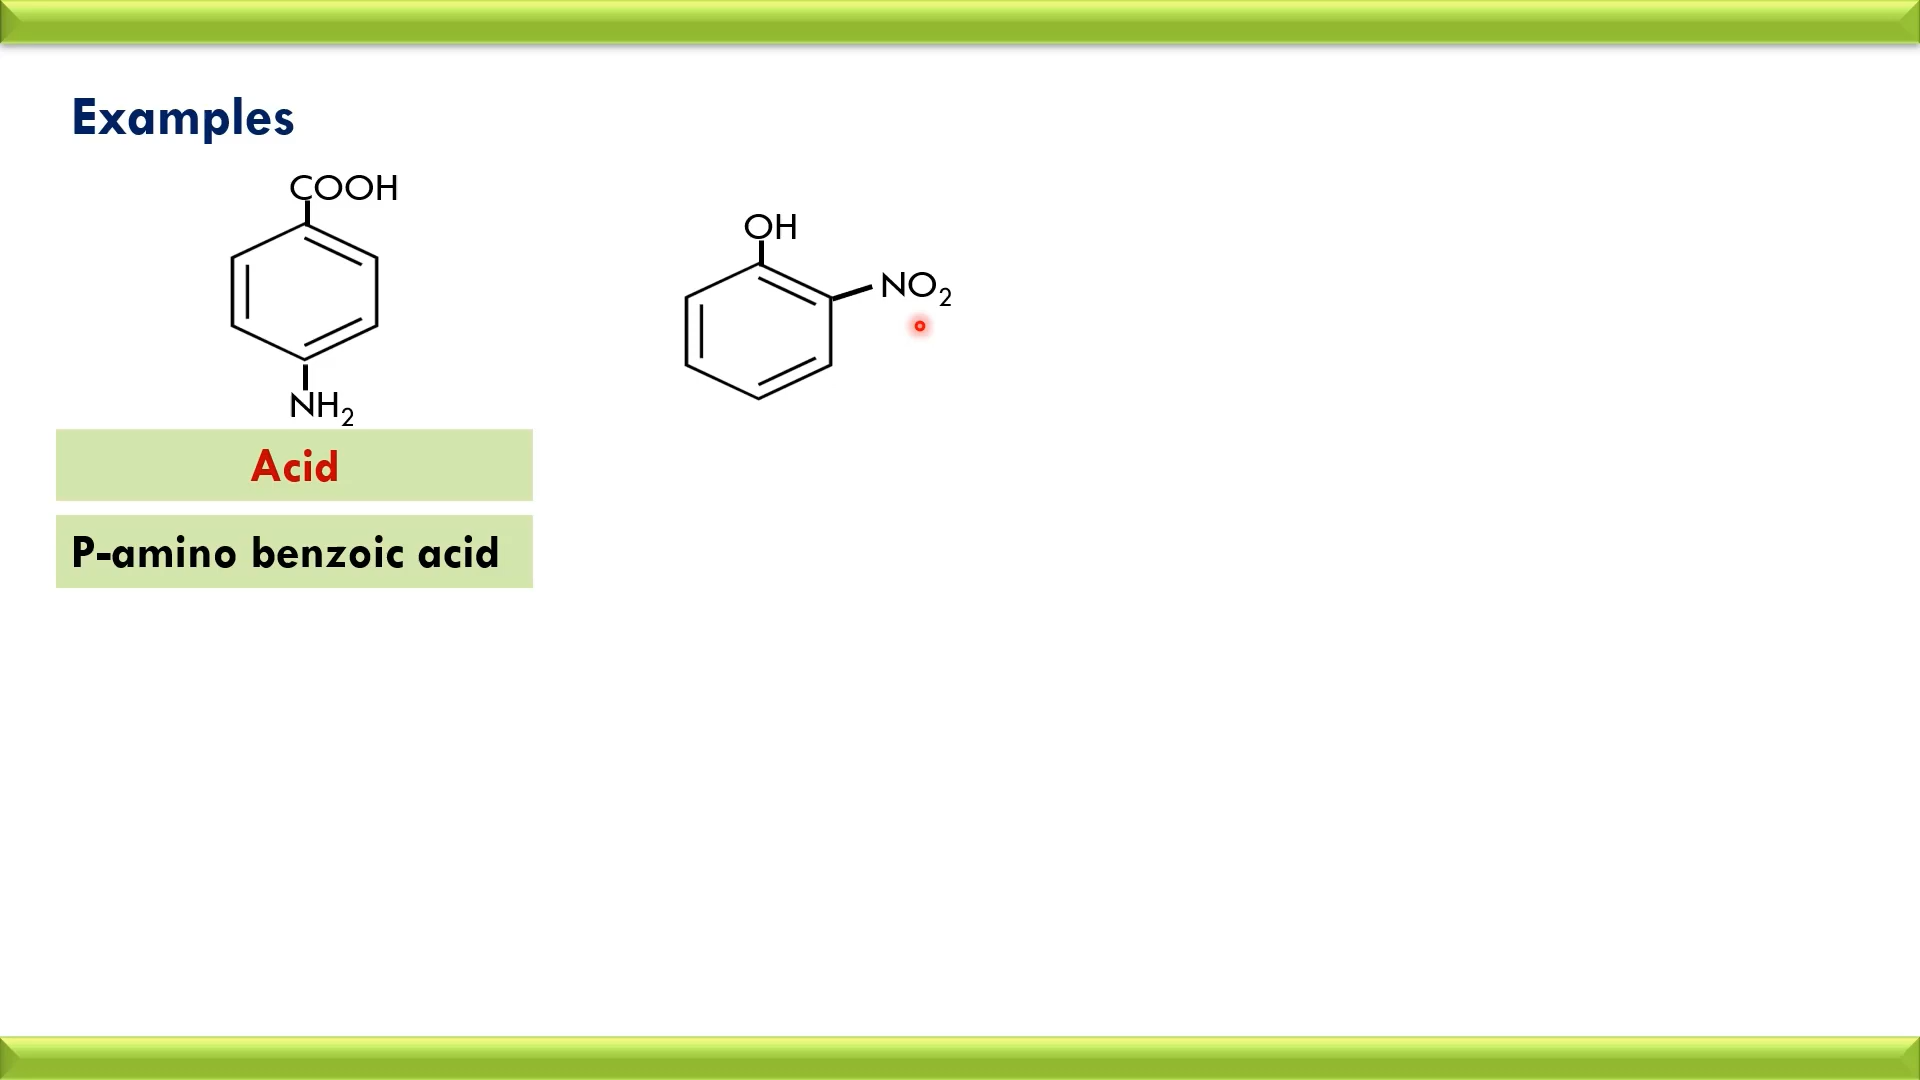 Examples
COOH
OH
NO₂
NH₂
Acid
P-amino benzoic acid